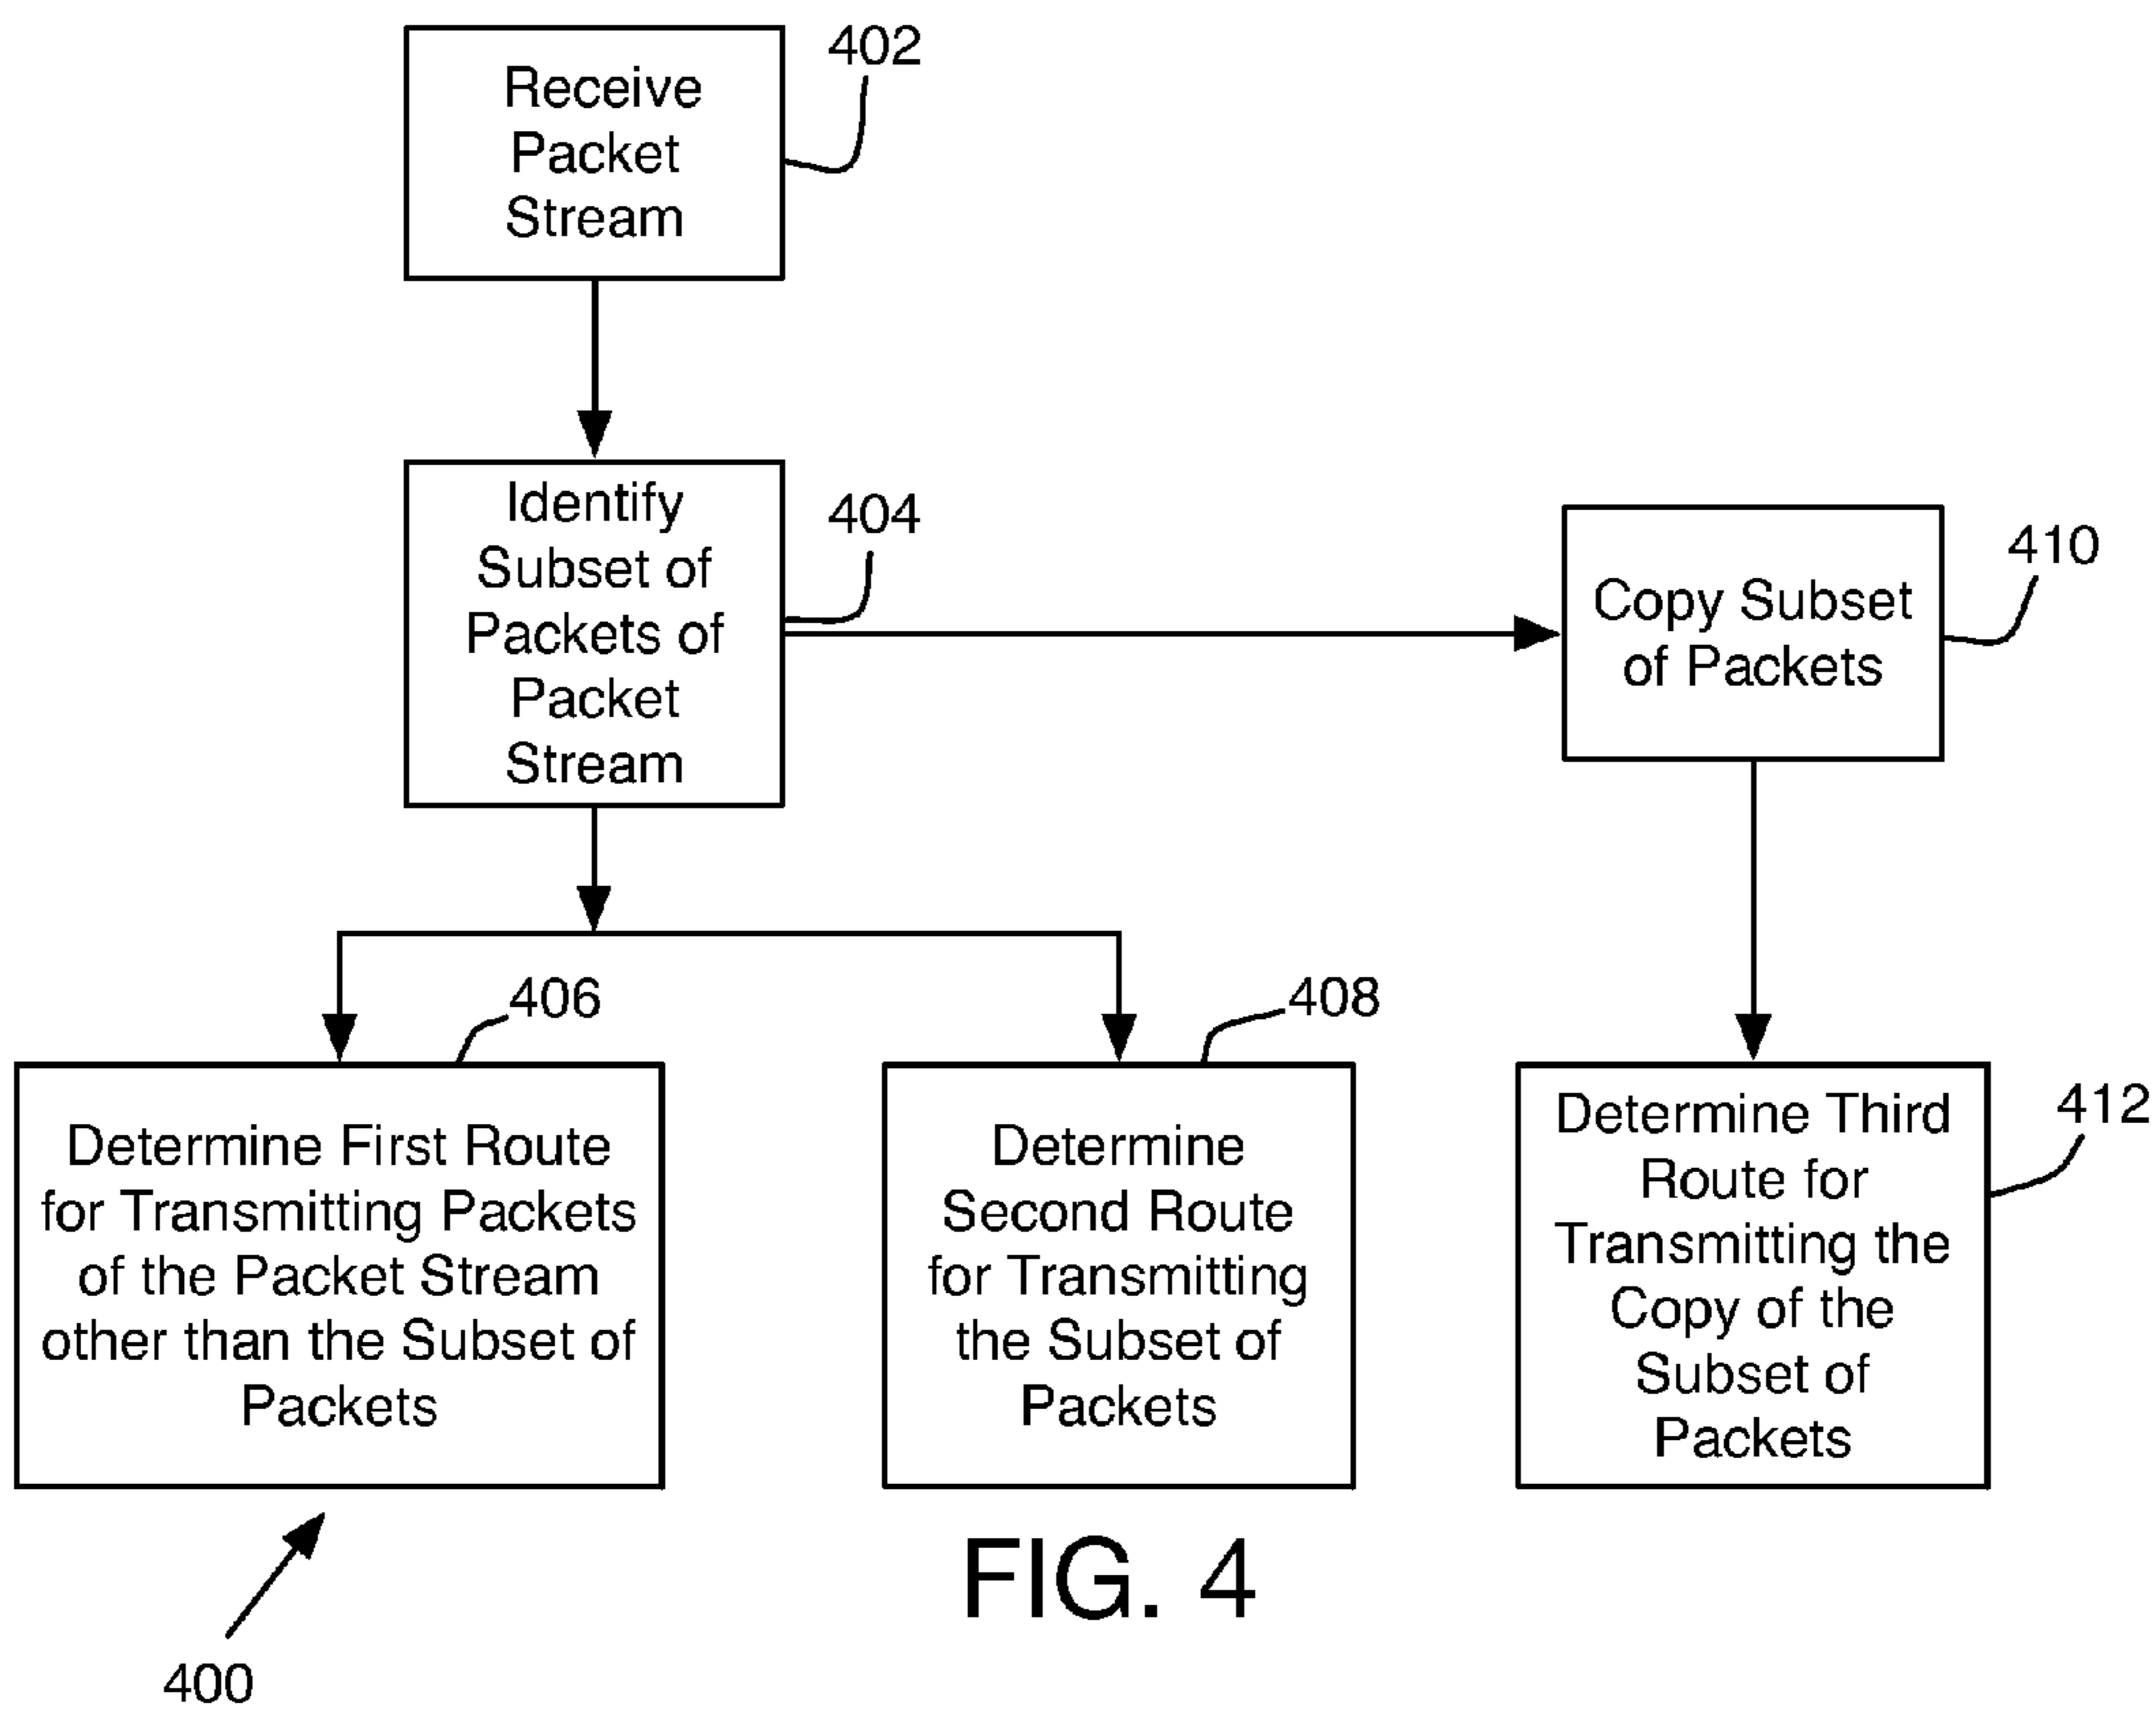 Receive
Packet
Stream
402
Identify
Subset of
Packets of
Packet
Stream
404
Copy Subset
of Packets
410
406
Determine First Route
for Transmitting Packets
of the Packet Stream
other than the Subset of
Packets
408
Determine
Second Route
for Transmitting
the Subset of
Packets
Determine Third
Route for
Transmitting the
Copy of the
Subset of
Packets
412
400
FIG. 4